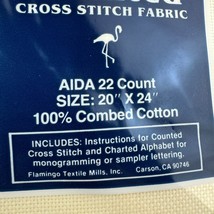 CROSS STITCH FABRIC
AIDA 22 Count
SIZE: 20" X 24"
100% Combed Cotton
INCLUDES: Instructions for Counted
Cross Stitch and Charted Alphabet for
monogramming or sampler lettering.
Flamingo Textile Mills, Inc. Carson, CA 90746